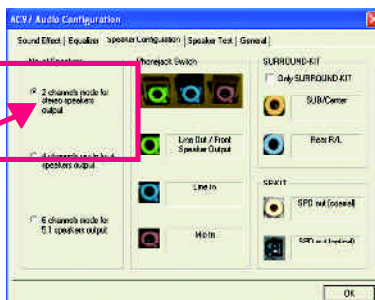 AC97 Audio Configuration
Sound Effect | Equalizer | Speaker Configuration | Speaker Test | General
No. of Speakers
2 channels mode for
stereo speakers
output
4 channels mode for 4
speakers output
6 channels mode for
5.1 speakers output
Phonejack Switch
Line Out / Front
Speaker Output
Line In
Mic In
SURROUND-KIT
Only SURROUND-KIT
SUB/Center
Rear R/L
SPKIT
SPD out (coaxial)
SPD out (optical)
OK